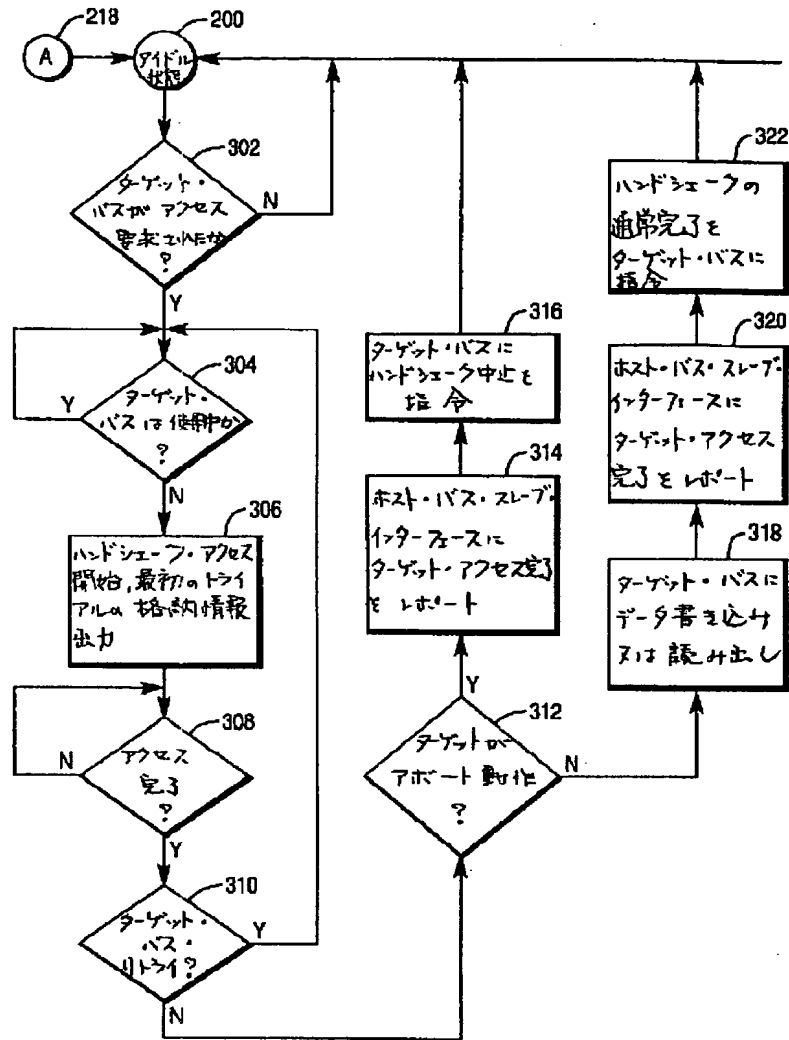 218
A
200
アイドル
状態
302
ターゲット・
バスが アクセス
要求されたか
?
N
Y
304
ターゲット・
バスは使用中か
?
Y
N
306
ハンドシェーク・アクセス
開始,最初のトライ
アルの格納情報
出力
308
アクセス
完了
?
N
Y
310
ターゲット・
バス・
リトライ?
Y
N
316
ターゲット・バスに
ハンドシェーク中止を
指令
314
ホスト・バス・スレーブ・
インターフェースに
ターゲット・アクセス完了
をレポート
Y
312
ターゲットが
アボート動作
?
N
322
ハンドシェークの
通常完了を
ターゲット・バスに
指令
320
ホスト・バス・スレーブ・
インターフェースに
ターゲット・アクセス
完了をレポート
318
ターゲット・バスに
データ書き込み
又は読み出し